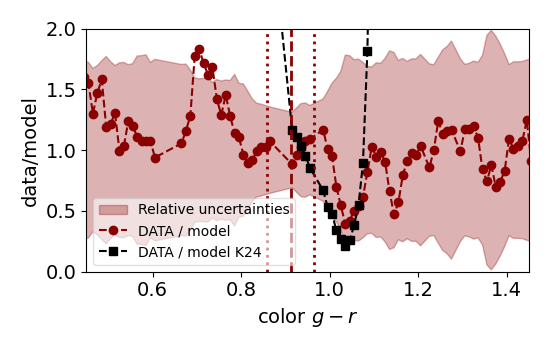 2.0
1.5
1.0
0.5
0.0
data/model
Relative uncertainties
DATA / model
DATA / model K24
0.6 0.8 1.0 1.2 1.4
color g − r